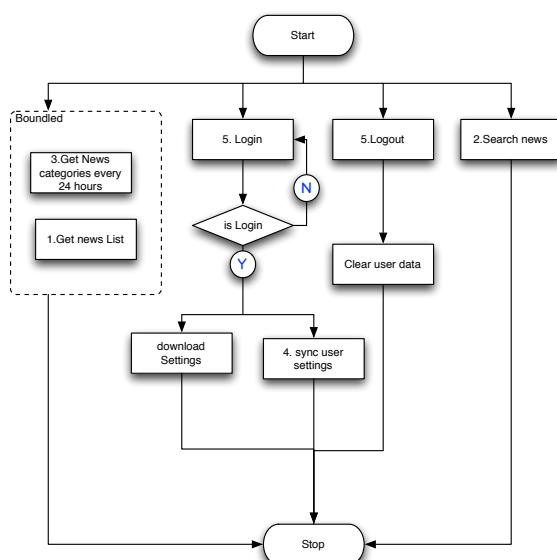 Start
Boundled
3.Get News
categories every
24 hours
1.Get news List
5. Login
N
is Login
Y
download
Settings
4. sync user
settings
5.Logout
Clear user data
2.Search news
Stop